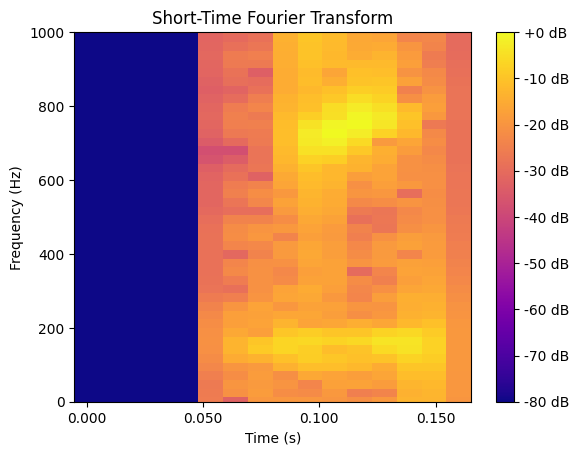 Short-Time Fourier Transform
1000
800
600
400
200
0
Frequency (Hz)
0.000
0.050
0.100
0.150
Time (s)
+0 dB
-10 dB
-20 dB
-30 dB
-40 dB
-50 dB
-60 dB
-70 dB
-80 dB